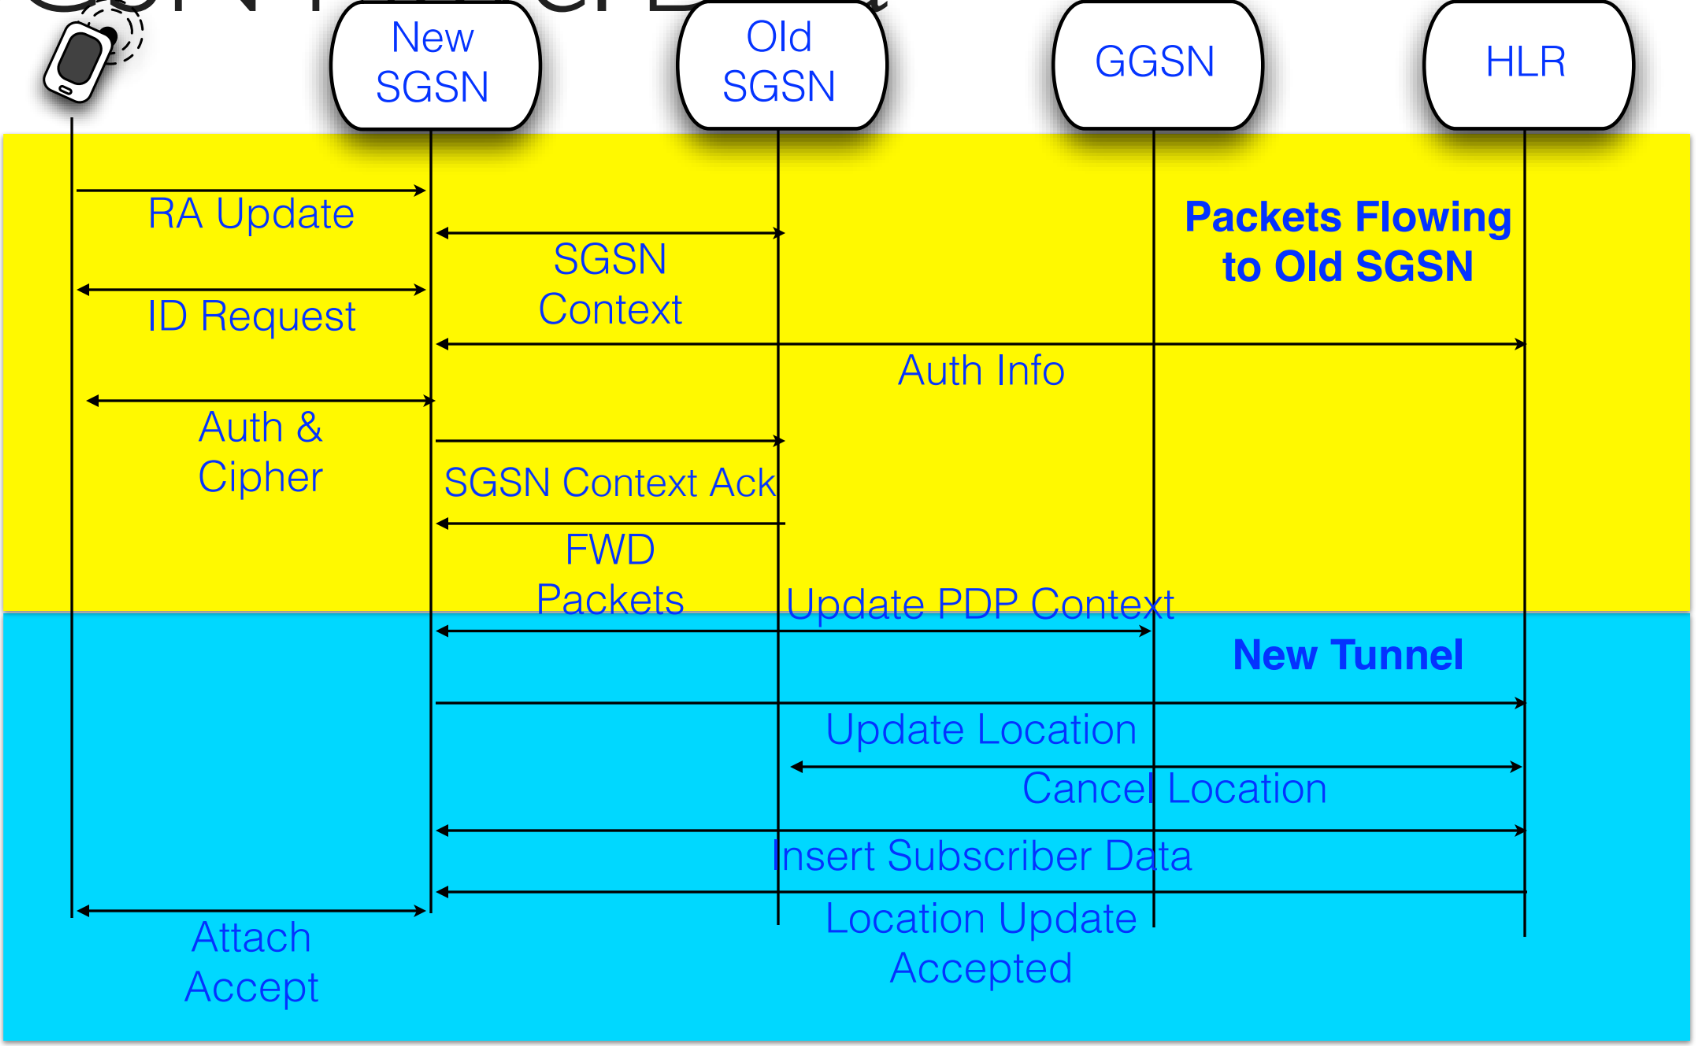 New
SGSN
Old
SGSN
GGSN
HLR
RA Update
Packets Flowing
to Old SGSN
SGSN
Context
ID Request
Auth Info
Auth &
Cipher
SGSN Context Ack
FWD
Packets
Update PDP Context
New Tunnel
Update Location
Cancel Location
Insert Subscriber Data
Location Update
Accepted
Attach
Accept